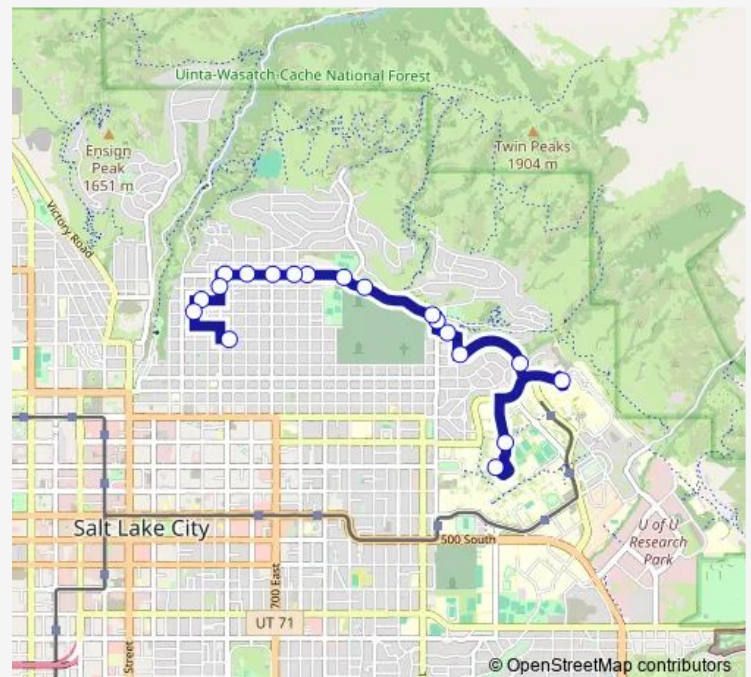 Uinta-Wasatch-Cache National Forest
Ensign
Peak
1651 m
Twin Peaks
1904 m
Victory Road
Salt Lake City
500 South
U of U
Research
Park
700 East
UT 71
Street
© OpenStreetMap contributors